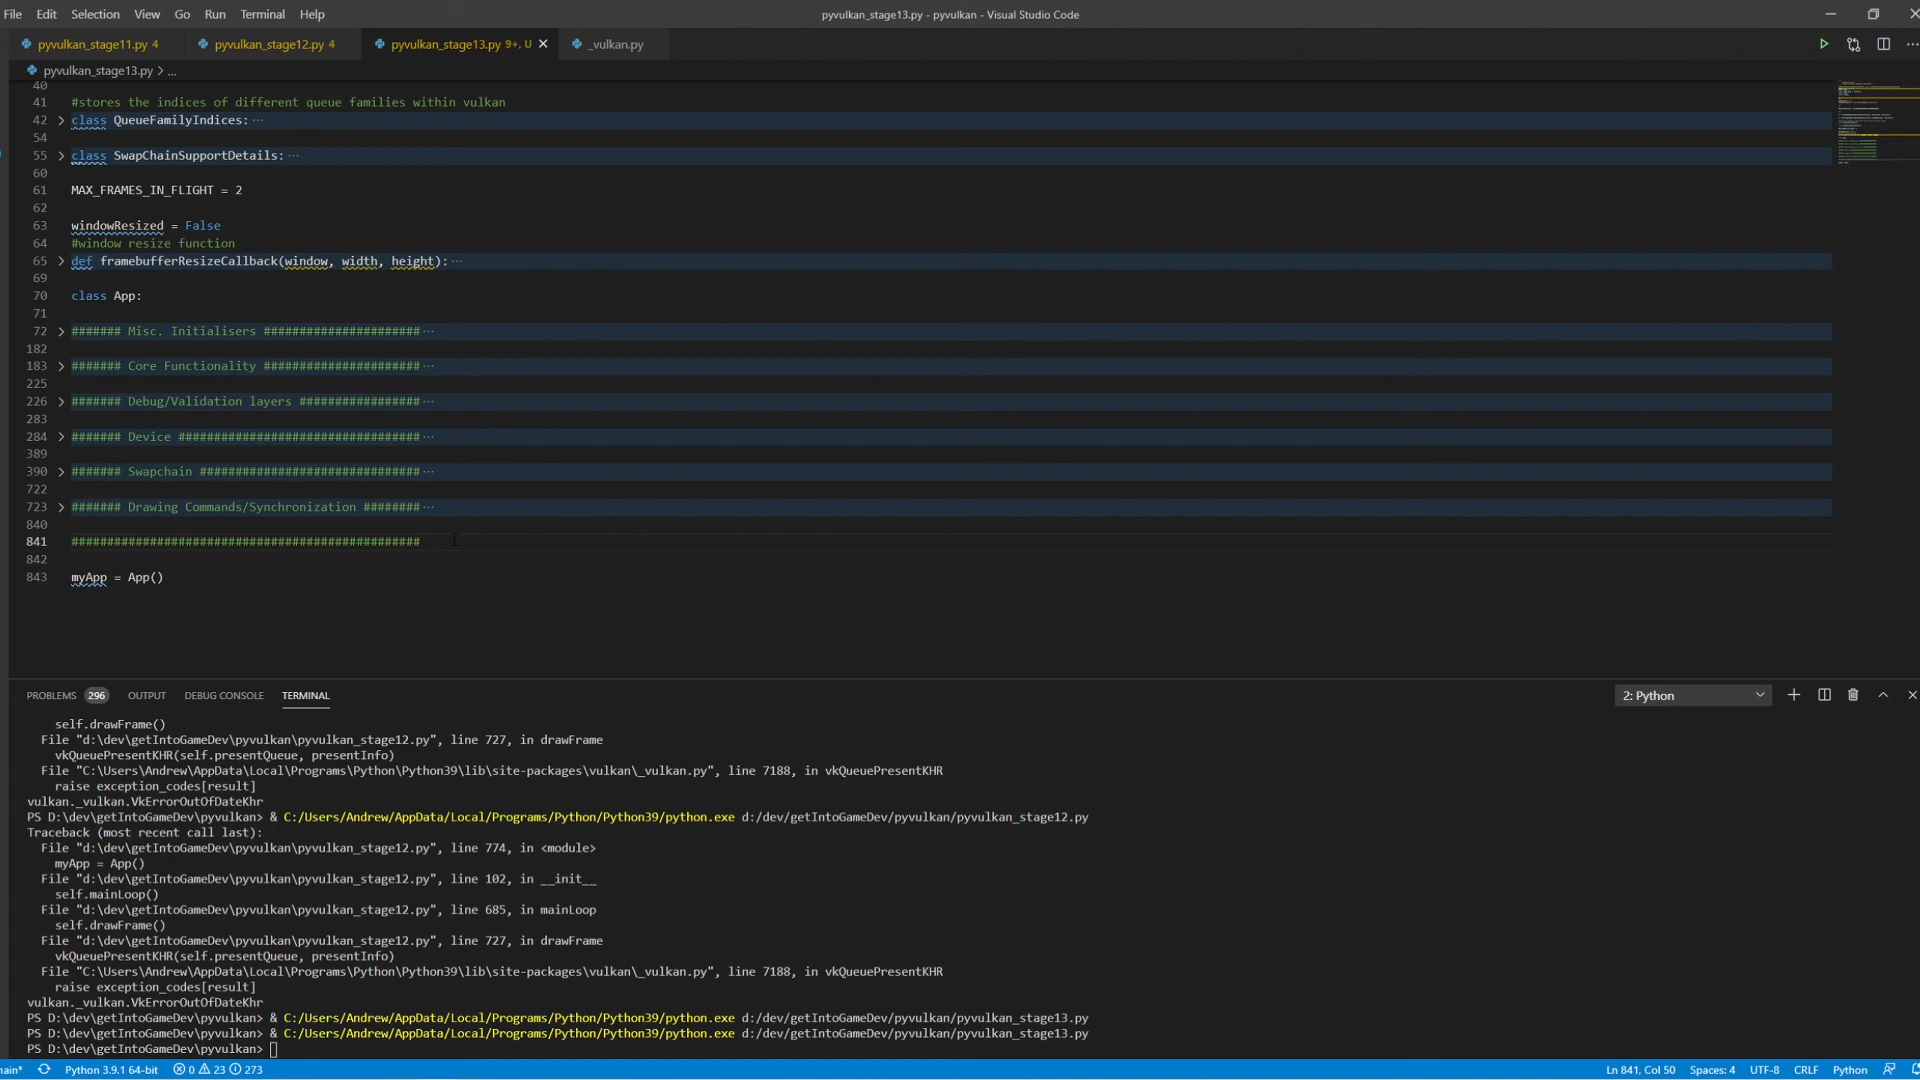 File Edit Selection View Go Run Terminal Help pyvulkan_stage13.py - pyvulkan - Visual Studio Code
pyvulkan_stage11.py 4 pyvulkan_stage12.py 4 pyvulkan_stage13.py 9+, U _vulkan.py
pyvulkan_stage13.py > ...
40
41 #stores the indices of different queue families within vulkan
42 class QueueFamilyIndices: ...
54
55 class SwapChainSupportDetails: ...
60
61 MAX_FRAMES_IN_FLIGHT = 2
62
63 windowResized = False
64 #window resize function
65 def framebufferResizeCallback(window, width, height): ...
69
70 class App:
71
72 ####### Misc. Initialisers ###################### ...
182
183 ####### Core Functionality ###################### ...
225
226 ####### Debug/Validation layers ################# ...
283
284 ####### Device ################################## ...
389
390 ####### Swapchain ############################### ...
722
723 ####### Drawing Commands/Synchronization ######## ...
840
841 #################################################
842
843 myApp = App()
PROBLEMS 296 OUTPUT DEBUG CONSOLE TERMINAL 2: Python
self.drawFrame()
File "d:\dev\getIntoGameDev\pyvulkan\pyvulkan_stage12.py", line 727, in drawFrame
vkQueuePresentKHR(self.presentQueue, presentInfo)
File "C:\Users\Andrew\AppData\Local\Programs\Python\Python39\lib\site-packages\vulkan\_vulkan.py", line 7188, in vkQueuePresentKHR
raise exception_codes[result]
vulkan._vulkan.VkErrorOutOfDateKhr
PS D:\dev\getIntoGameDev\pyvulkan> & C:/Users/Andrew/AppData/Local/Programs/Python/Python39/python.exe d:/dev/getIntoGameDev/pyvulkan/pyvulkan_stage12.py
Traceback (most recent call last):
File "d:\dev\getIntoGameDev\pyvulkan\pyvulkan_stage12.py", line 774, in <module>
myApp = App()
File "d:\dev\getIntoGameDev\pyvulkan\pyvulkan_stage12.py", line 102, in __init__
self.mainLoop()
File "d:\dev\getIntoGameDev\pyvulkan\pyvulkan_stage12.py", line 685, in mainLoop
self.drawFrame()
File "d:\dev\getIntoGameDev\pyvulkan\pyvulkan_stage12.py", line 727, in drawFrame
vkQueuePresentKHR(self.presentQueue, presentInfo)
File "C:\Users\Andrew\AppData\Local\Programs\Python\Python39\lib\site-packages\vulkan\_vulkan.py", line 7188, in vkQueuePresentKHR
raise exception_codes[result]
vulkan._vulkan.VkErrorOutOfDateKhr
PS D:\dev\getIntoGameDev\pyvulkan> & C:/Users/Andrew/AppData/Local/Programs/Python/Python39/python.exe d:/dev/getIntoGameDev/pyvulkan/pyvulkan_stage13.py
PS D:\dev\getIntoGameDev\pyvulkan> & C:/Users/Andrew/AppData/Local/Programs/Python/Python39/python.exe d:/dev/getIntoGameDev/pyvulkan/pyvulkan_stage13.py
PS D:\dev\getIntoGameDev\pyvulkan>
ain* Python 3.9.1 64-bit 0 23 273 Ln 841, Col 50 Spaces: 4 UTF-8 CRLF Python